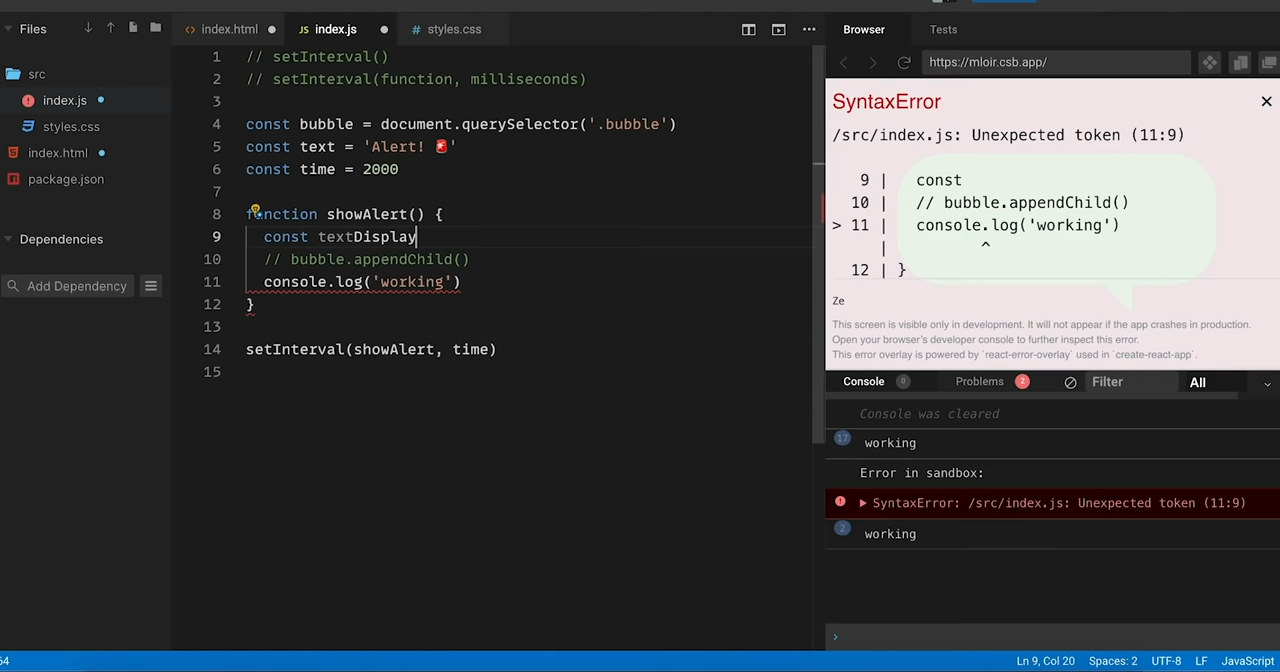 Files
index.html
JS index.js
# styles.css
1 // setInterval()
2 // setInterval(function, milliseconds)
3
4 const bubble = document.querySelector('.bubble')
5 const text = 'Alert! 🚨'
6 const time = 2000
7
8 function showAlert() {
9 const textDisplay
10 // bubble.appendChild()
11 console.log('working')
12 }
13
14 setInterval(showAlert, time)
15
src
index.js
styles.css
index.html
package.json
Dependencies
Add Dependency
Browser
Tests
https://mloir.csb.app/
SyntaxError
/src/index.js: Unexpected token (11:9)
9 | const
10 | // bubble.appendChild()
> 11 | console.log('working')
| ^
12 | }
Ze
This screen is visible only in development. It will not appear if the app crashes in production.
Open your browser's developer console to further inspect this error.
This error overlay is powered by `react-error-overlay` used in `create-react-app`.
Console 0 Problems 2 Filter All
Console was cleared
17 working
Error in sandbox:
SyntaxError: /src/index.js: Unexpected token (11:9)
2 working
64
Ln 9, Col 20 Spaces: 2 UTF-8 LF JavaScript